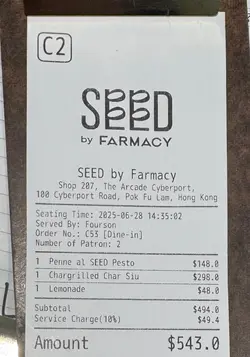 C2
SEED
by FARMACY
SEED by Farmacy
Shop 207, The Arcade Cyberport,
100 Cyberport Road, Pok Fu Lam, Hong Kong
Seating Time: 2025-06-28 14:35:02
Served By: Fourson
Order No.: C53 [Dine-in]
Number of Patron: 2
1 Penne al SEED Pesto $148.0
1 Chargrilled Char Siu $298.0
1 Lemonade $48.0
Subtotal $494.0
Service Charge(10%) $49.4
Amount $543.0